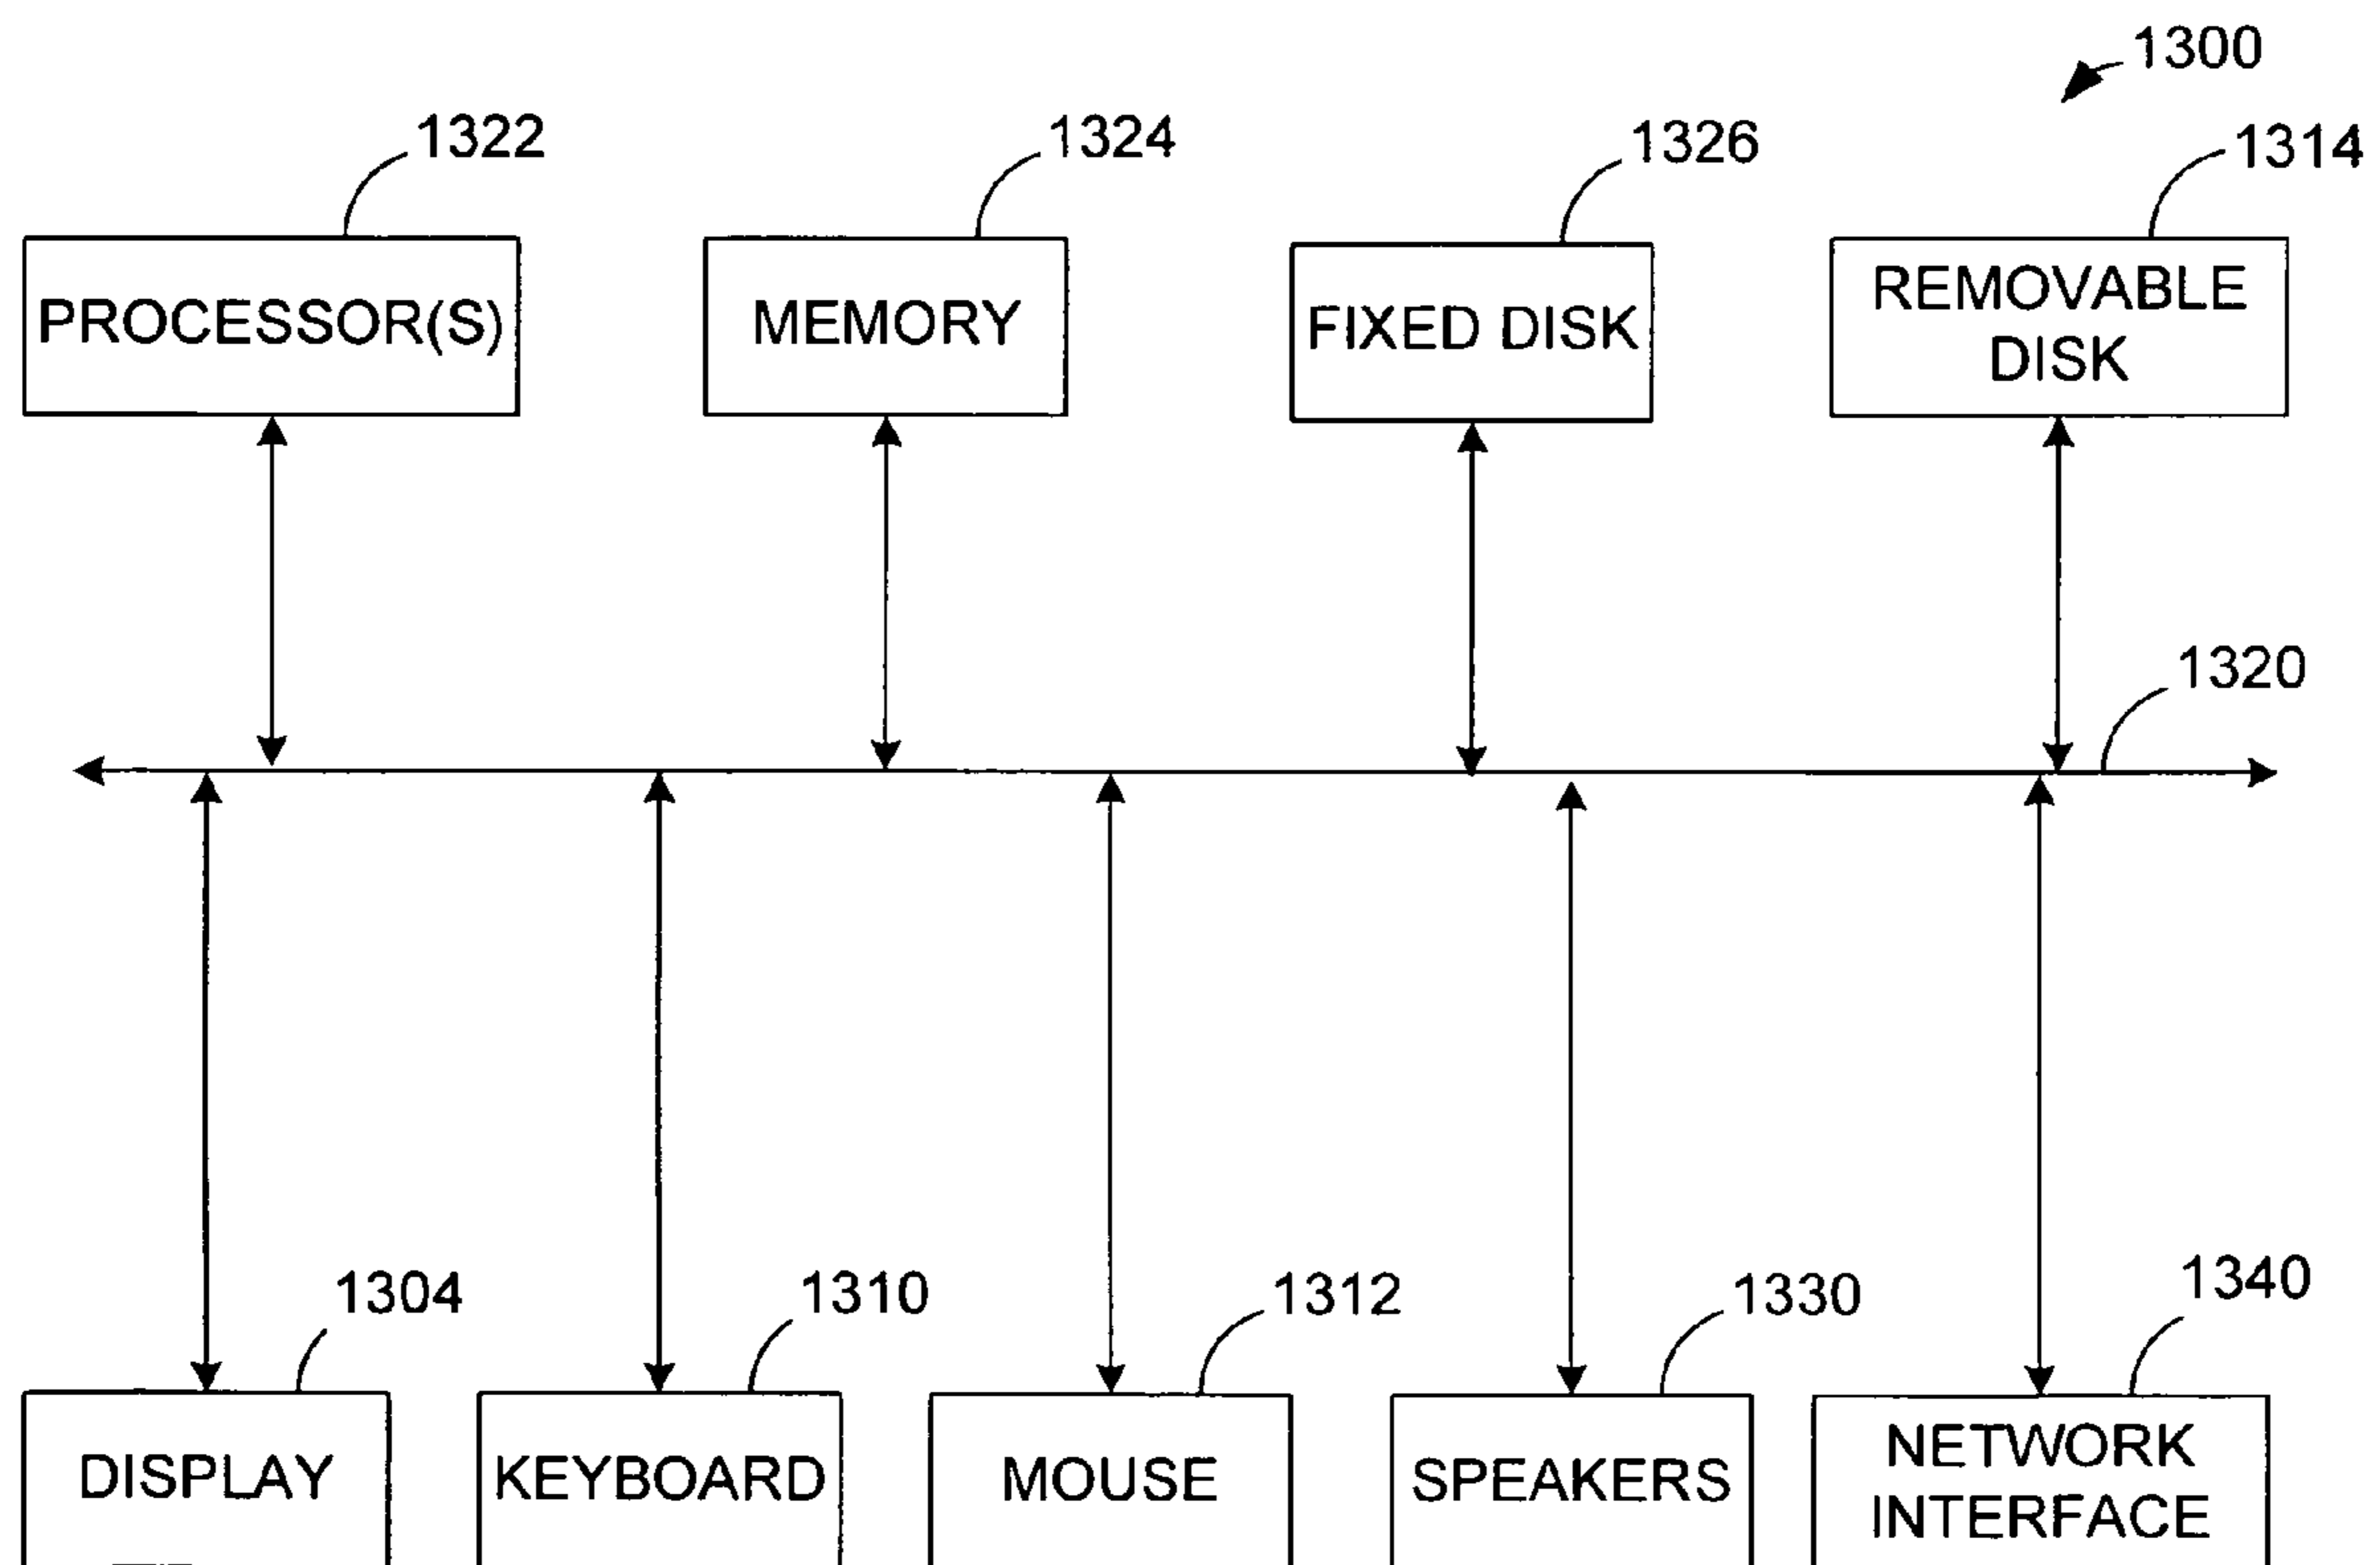 1300
1322
1324
1326
1314
PROCESSOR(S)
MEMORY
FIXED DISK
REMOVABLE
DISK
1320
1304
1310
1312
1330
1340
DISPLAY
KEYBOARD
MOUSE
SPEAKERS
NETWORK
INTERFACE